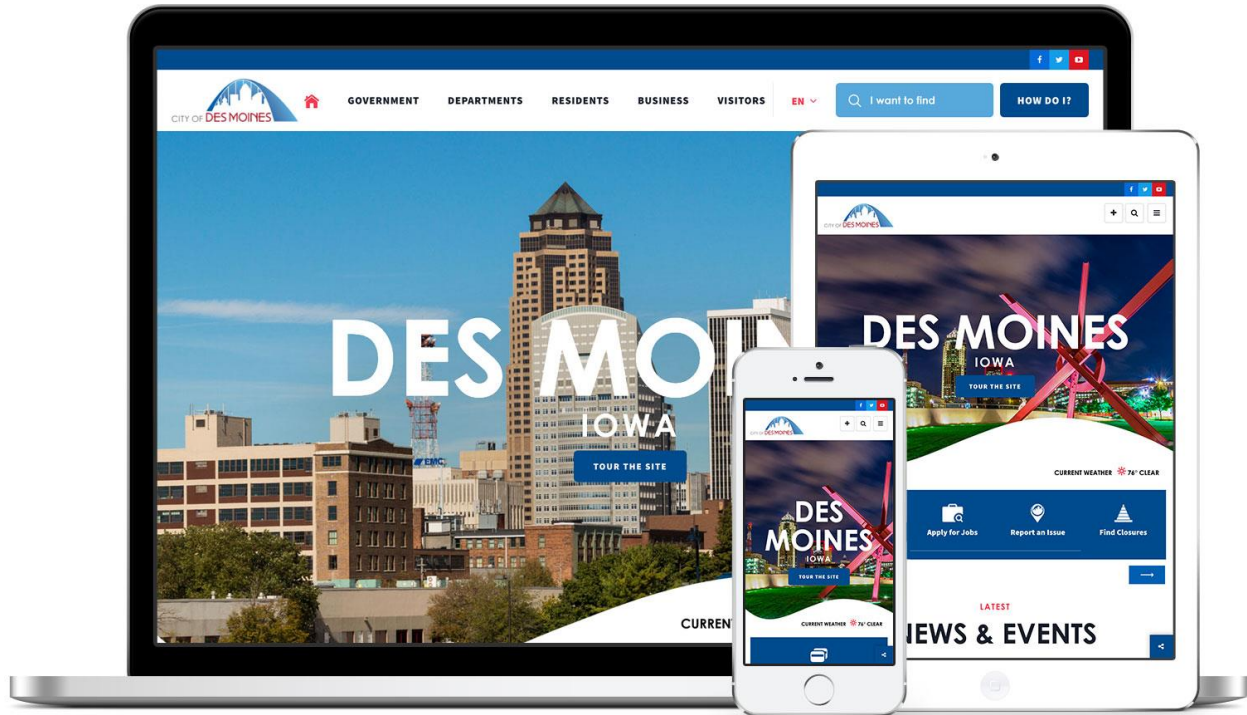 CITY OF DES MOINES
GOVERNMENT
DEPARTMENTS
RESIDENTS
BUSINESS
VISITORS
EN
I want to find
HOW DO I?
DES MOIN
IOWA
TOUR THE SITE
EMC
CURREN
CITY OF DES MOINES
DES MOINES
IOWA
TOUR THE SITE
CURRENT WEATHER 76° CLEAR
Apply for Jobs
Report an Issue
Find Closures
LATEST
NEWS & EVENTS
CITY OF DES MOINES
DES
MOINES
IOWA
TOUR THE SITE
CURRENT WEATHER 76° CLEAR